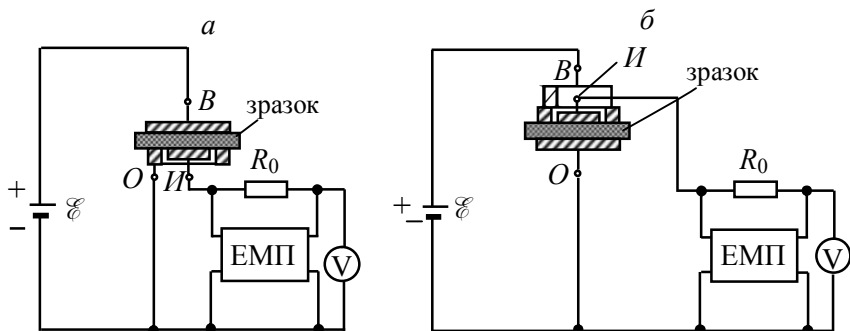 а
В
зразок
О
И
R0
+
−
ℰ
ЕМП
V
б
В
И
зразок
О
R0
+
−
ℰ
ЕМП
V